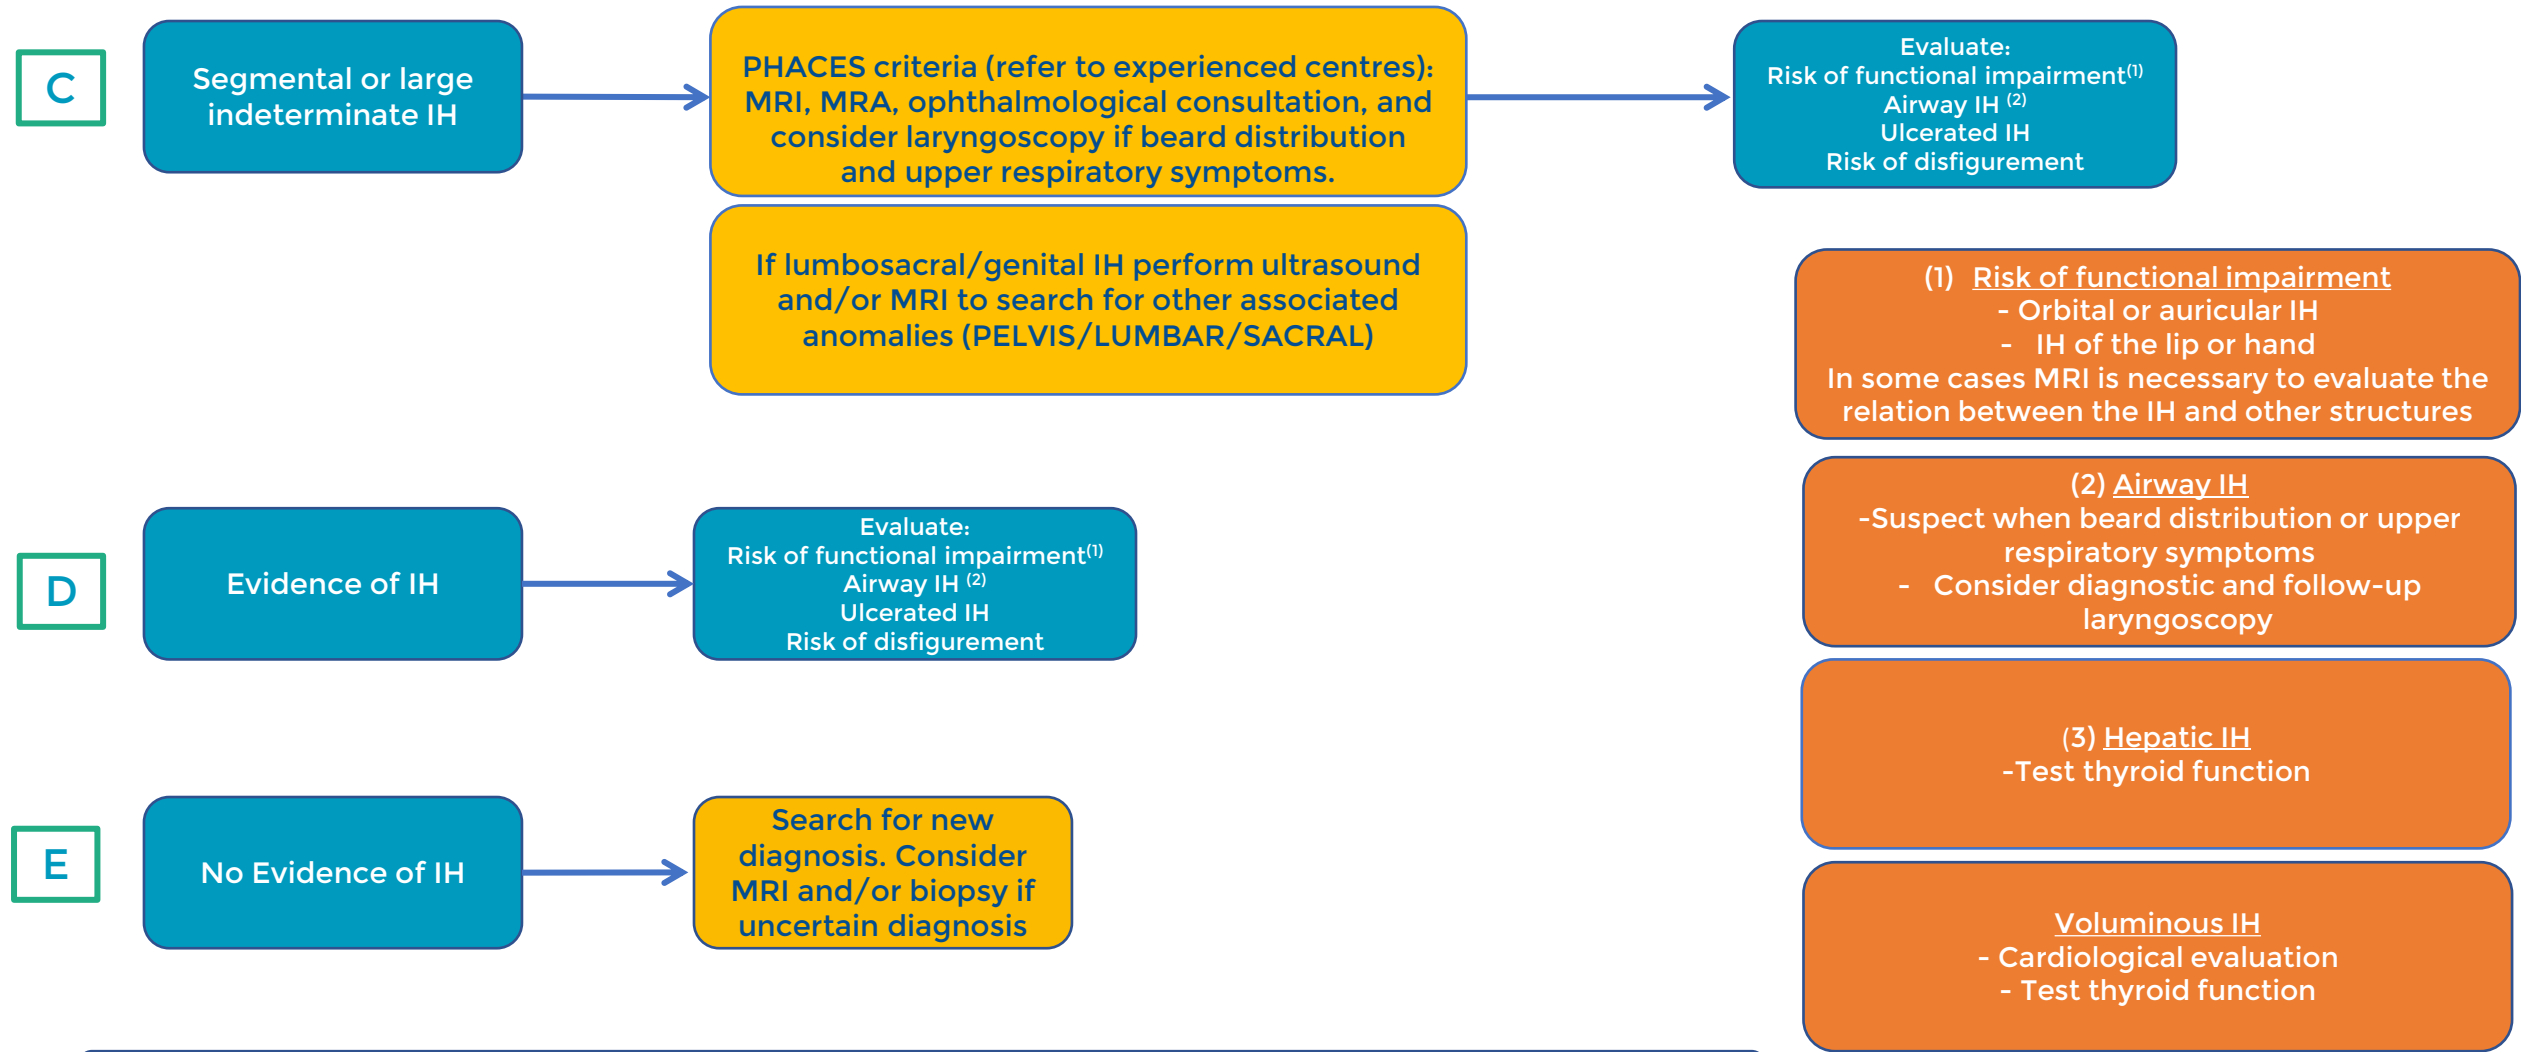 C
Segmental or large
indeterminate IH
PHACES criteria (refer to experienced centres):
MRI, MRA, ophthalmological consultation, and
consider laryngoscopy if beard distribution
and upper respiratory symptoms.
If lumbosacral/genital IH perform ultrasound
and/or MRI to search for other associated
anomalies (PELVIS/LUMBAR/SACRAL)
Evaluate:
Risk of functional impairment(1)
Airway IH (2)
Ulcerated IH
Risk of disfigurement
(1) Risk of functional impairment
- Orbital or auricular IH
- IH of the lip or hand
In some cases MRI is necessary to evaluate the
relation between the IH and other structures
(2) Airway IH
-Suspect when beard distribution or upper
respiratory symptoms
- Consider diagnostic and follow-up
laryngoscopy
(3) Hepatic IH
-Test thyroid function
Voluminous IH
- Cardiological evaluation
- Test thyroid function
D
Evidence of IH
Evaluate:
Risk of functional impairment(1)
Airway IH (2)
Ulcerated IH
Risk of disfigurement
E
No Evidence of IH
Search for new
diagnosis. Consider
MRI and/or biopsy if
uncertain diagnosis